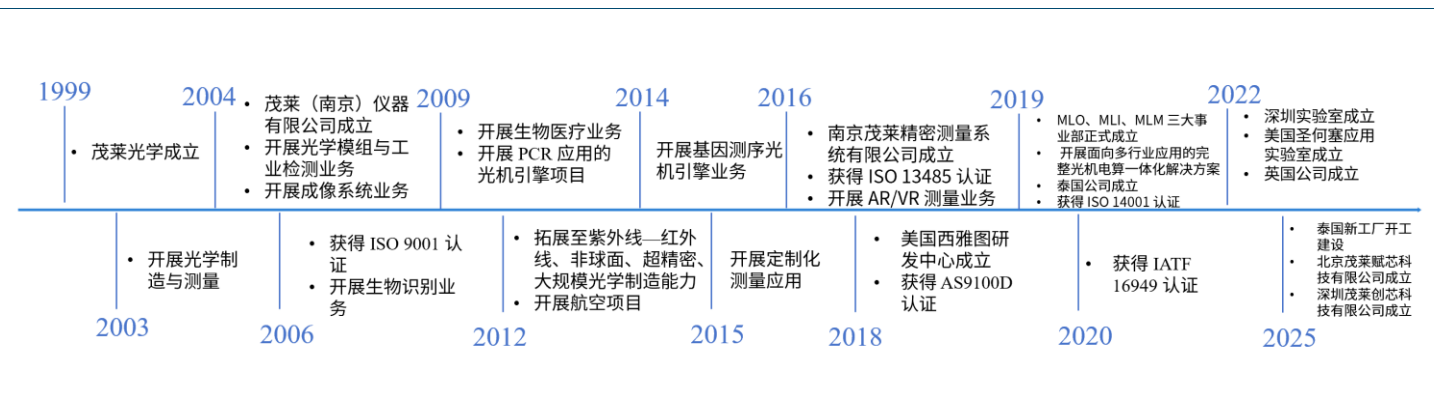 1999
• 茂莱光学成立
2003
• 开展光学制
造与测量
2004
• 茂莱（南京）仪器
有限公司成立
• 开展光学模组与工
业检测业务
• 开展成像系统业务
2006
• 获得 ISO 9001 认
证
• 开展生物识别业
务
2009
• 开展生物医疗业务
• 开展 PCR 应用的
光机引擎项目
2012
• 拓展至紫外线—红外
线、非球面、超精密、
大规模光学制造能力
• 开展航空项目
2014
开展基因测序光
机引擎业务
2015
开展定制化
测量应用
2016
• 南京茂莱精密测量系
统有限公司成立
• 获得 ISO 13485 认证
• 开展 AR/VR 测量业务
2018
• 美国西雅图研
发中心成立
• 获得 AS9100D
认证
2019
• MLO、MLI、MLM 三大事
业部正式成立
• 开展面向多行业应用的完
整光机电算一体化解决方案
• 泰国公司成立
• 获得 ISO 14001 认证
2020
• 获得 IATF
16949 认证
2022
• 深圳实验室成立
• 美国圣何塞应用
实验室成立
• 英国公司成立
2025
• 泰国新工厂开工
建设
• 北京茂莱赋芯科
技有限公司成立
• 深圳茂莱创芯科
技有限公司成立